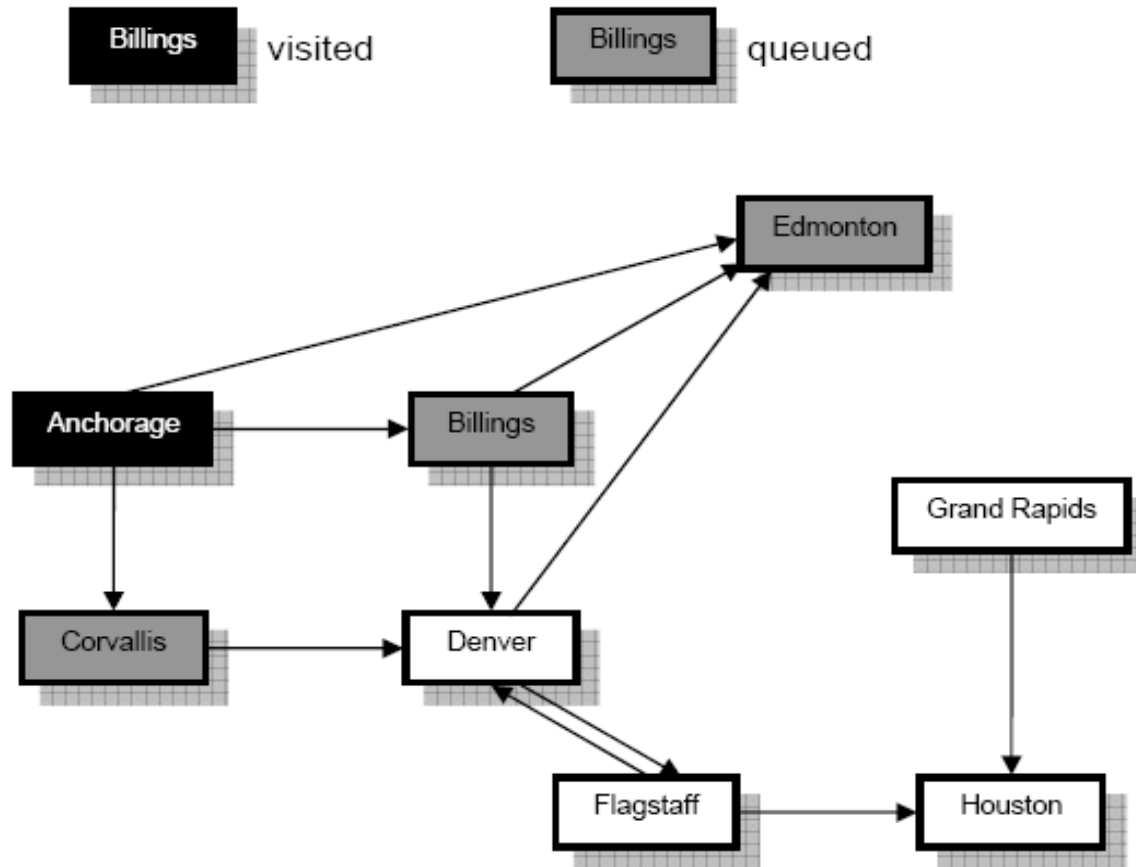 Billings visited
Billings queued
Edmonton
Anchorage
Billings
Grand Rapids
Corvallis
Denver
Flagstaff
Houston